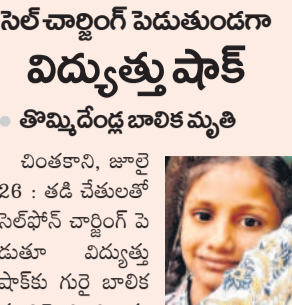 సెల్ చార్జింగ్ పెడుతుండగా
విద్యుత్తు షాక్
• తొమ్మిదేండ్ల బాలిక మృతి
చింతకాని, జూలై
26 : తడి చేతులతో
సెల్‌ఫోన్ చార్జింగ్ పె
డుతూ విద్యుత్తు
షాక్‌కు గురై బాలిక